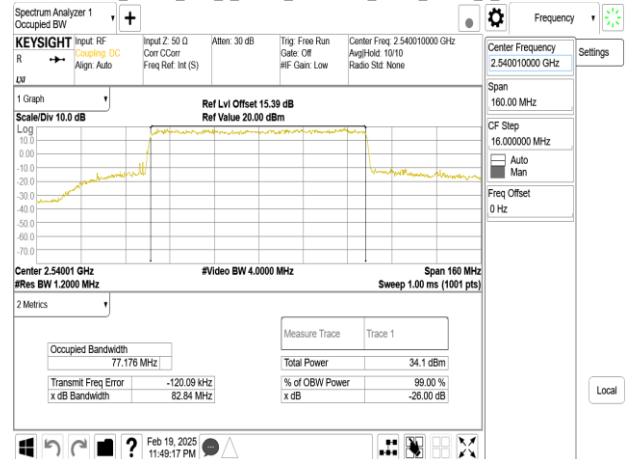 Spectrum Analyzer 1
Occupied BW
Frequency
KEYSIGHT
R
LXI
Input: RF
Coupling: DC
Align: Auto
Input Z: 50 Ω
Corr CCorr
Freq Ref: Int (S)
Atten: 30 dB
Trig: Free Run
Gate: Off
#IF Gain: Low
Center Freq: 2.540010000 GHz
Avg|Hold: 10/10
Radio Std: None
Center Frequency
2.540010000 GHz
Settings
Span
160.00 MHz
CF Step
16.000000 MHz
Auto
Man
Freq Offset
0 Hz
1 Graph
Scale/Div 10.0 dB
Ref Lvl Offset 15.39 dB
Ref Value 20.00 dBm
Log
10.0
0.00
-10.0
-20.0
-30.0
-40.0
-50.0
-60.0
-70.0
Center 2.54001 GHz
#Res BW 1.2000 MHz
#Video BW 4.0000 MHz
Span 160 MHz
Sweep 1.00 ms (1001 pts)
2 Metrics
Measure Trace Trace 1
Occupied Bandwidth
77.176 MHz
Total Power 34.1 dBm
Transmit Freq Error -120.09 kHz
% of OBW Power 99.00 %
x dB Bandwidth 82.84 MHz
x dB -26.00 dB
Local
Feb 19, 2025
11:49:17 PM